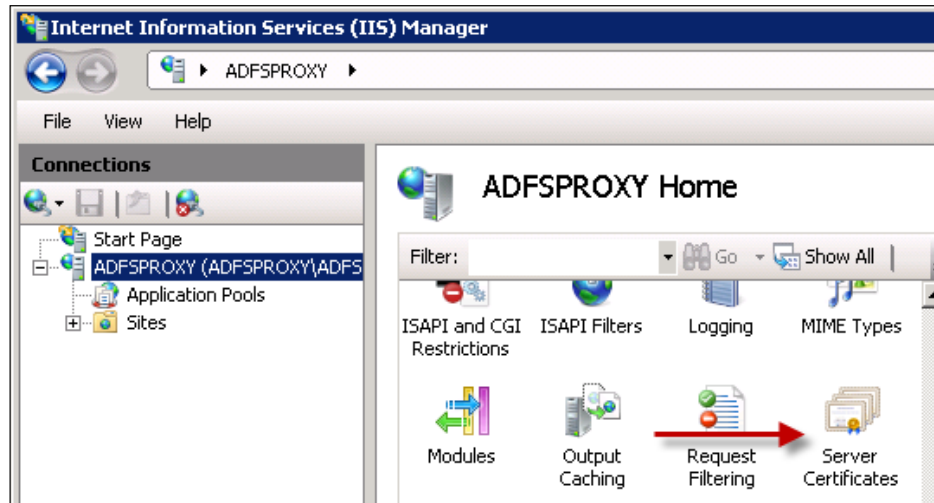 Internet Information Services (IIS) Manager
ADFSPROXY
File View Help
Connections
Start Page
ADFSPROXY (ADFSPROXY\ADFS
Application Pools
Sites
ADFSPROXY Home
Filter: Go Show All
ISAPI and CGI Restrictions
ISAPI Filters
Logging
MIME Types
Modules
Output Caching
Request Filtering
Server Certificates